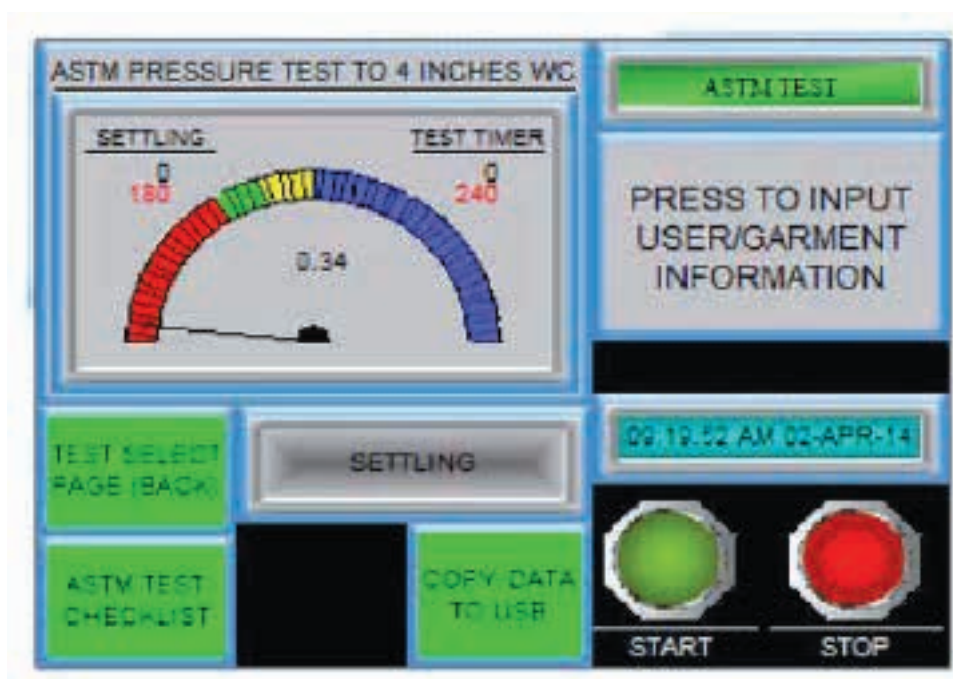 ASTM PRESSURE TEST TO 4 INCHES WC
SETTLING
0
180
TEST TIMER
0
240
0.34
ASTM TEST
PRESS TO INPUT
USER/GARMENT
INFORMATION
TEST SELECT
PAGE (BACK)
SETTLING
09:19:52 AM 02-APR-14
ASTM TEST
CHECKLIST
COPY DATA
TO USB
START
STOP